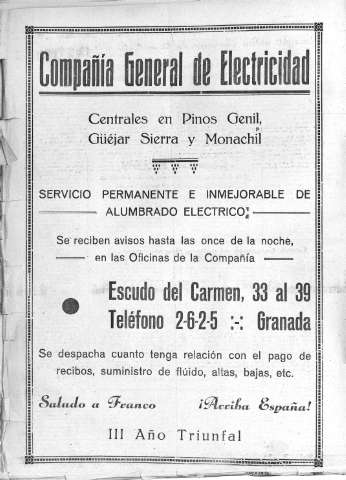 Compañía General de Electricidad
Centrales en Pinos Genil,
Güéjar Sierra y Monachil
SERVICIO PERMANENTE E INMEJORABLE DE
ALUMBRADO ELECTRICO
Se reciben avisos hasta las once de la noche,
en las Oficinas de la Compañía
Escudo del Carmen, 33 al 39
Teléfono 2-6-2-5 :-: Granada
Se despacha cuanto tenga relación con el pago de
recibos, suministro de flúido, altas, bajas, etc.
Saludo a Franco ¡Arriba España!
III Año Triunfal